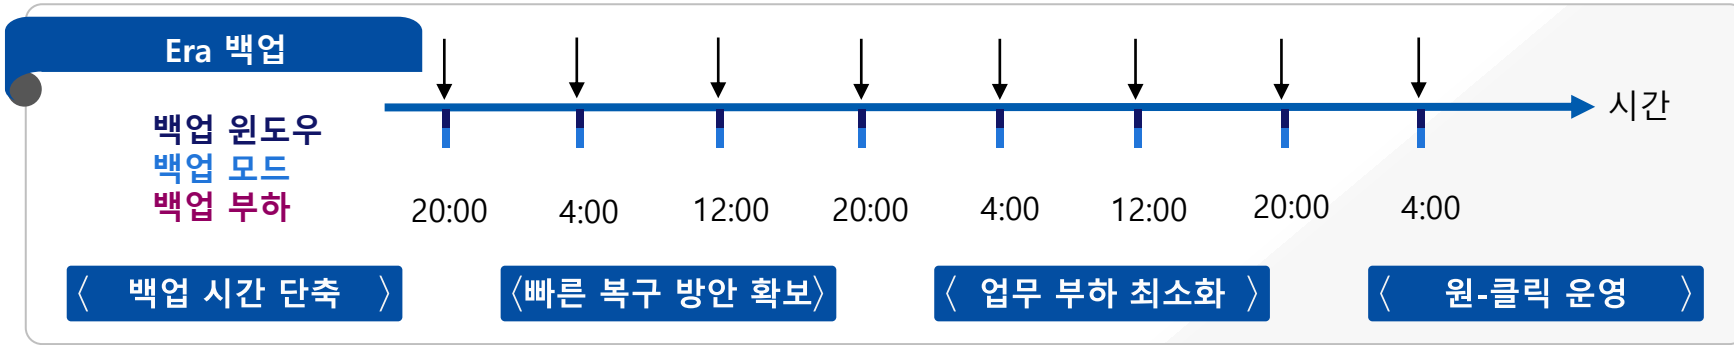 Era 백업
시간
백업 윈도우
백업 모드
백업 부하
20:00 4:00 12:00 20:00 4:00 12:00 20:00 4:00
〈 백업 시간 단축 〉 〈빠른 복구 방안 확보〉 〈 업무 부하 최소화 〉 〈 원-클릭 운영 〉